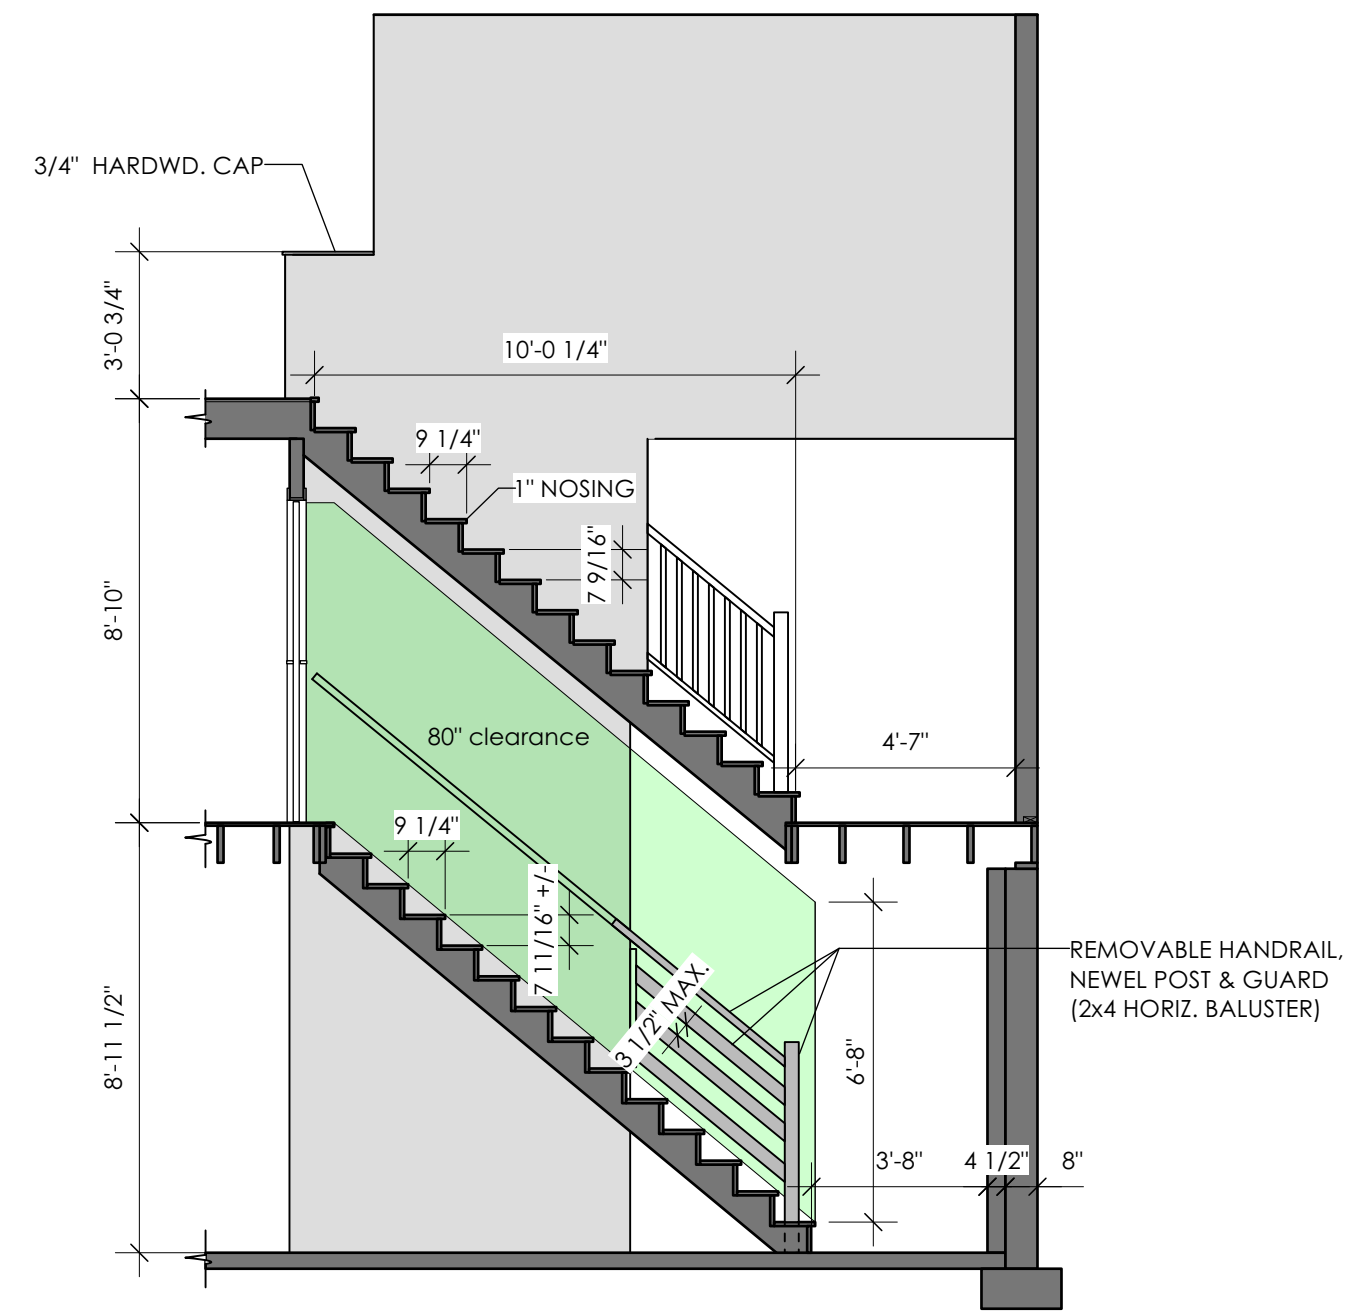 3/4" HARDWD. CAP
3'-0 3/4"
10'-0 1/4"
9 1/4"
1" NOSING
7 9/16"
8'-10"
80" clearance
4'-7"
9 1/4"
7 11/16" +/-
REMOVABLE HANDRAIL,
NEWEL POST & GUARD
(2x4 HORIZ. BALUSTER)
3 1/2" MAX.
8'-11 1/2"
6'-8"
3'-8"
4 1/2"
8"